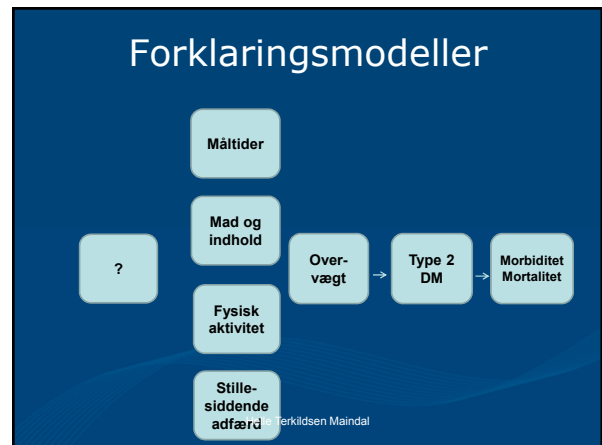 Forklaringsmodeller
Måltider
Mad og
indhold
?
Over-
vægt
Type 2
DM
Morbiditet
Mortalitet
Fysisk
aktivitet
Stille-
siddende
adfærd
Helle Terkildsen Maindal